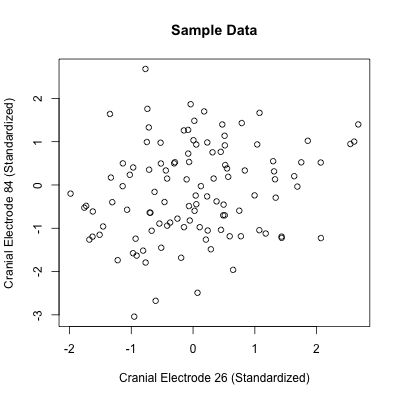 Sample Data
Cranial Electrode 84 (Standardized)
2
1
0
-1
-2
-3
-2 -1 0 1 2
Cranial Electrode 26 (Standardized)